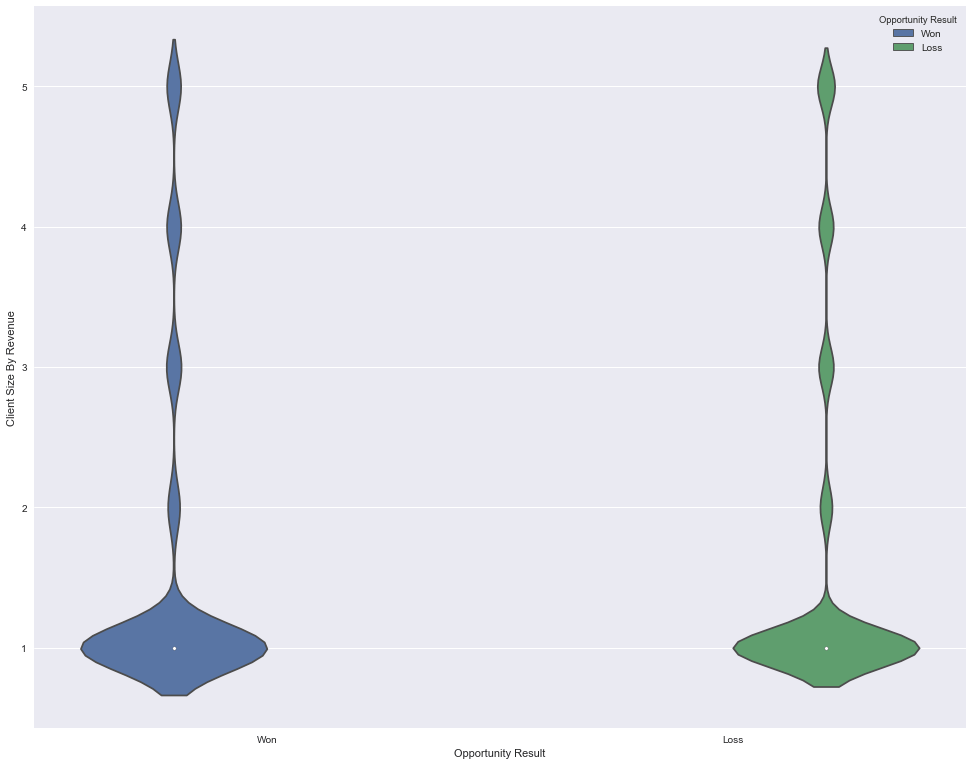 Opportunity Result
Won
Loss
5
4
3
2
1
Client Size By Revenue
Won
Loss
Opportunity Result